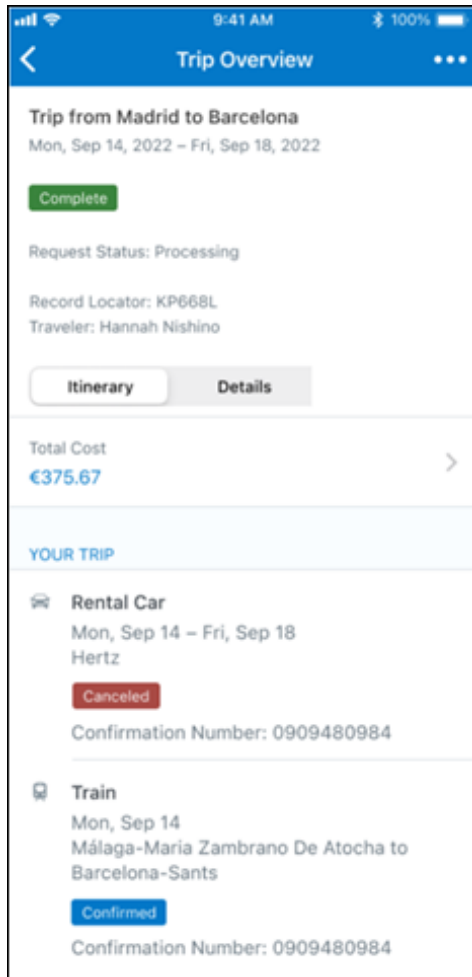 9:41 AM
100%
Trip Overview
Trip from Madrid to Barcelona
Mon, Sep 14, 2022 – Fri, Sep 18, 2022
Complete
Request Status: Processing
Record Locator: KP668L
Traveler: Hannah Nishino
Itinerary
Details
Total Cost
€375.67
YOUR TRIP
Rental Car
Mon, Sep 14 – Fri, Sep 18
Hertz
Canceled
Confirmation Number: 0909480984
Train
Mon, Sep 14
Málaga-Maria Zambrano De Atocha to
Barcelona-Sants
Confirmed
Confirmation Number: 0909480984